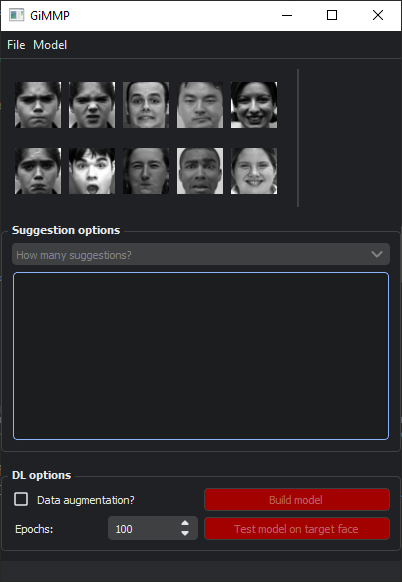 GiMMP
File Model
Suggestion options
How many suggestions?
DL options
Data augmentation? Build model
Epochs: 100 Test model on target face